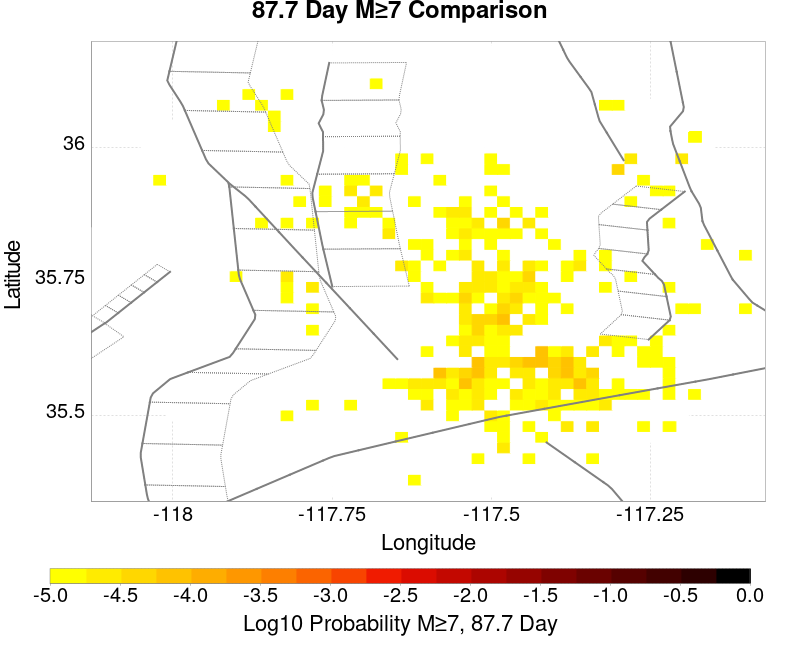 87.7 Day M≥7 Comparison
36
35.75
35.5
Latitude
-118 -117.75 -117.5 -117.25
Longitude
-5.0 -4.5 -4.0 -3.5 -3.0 -2.5 -2.0 -1.5 -1.0 -0.5 0.0
Log10 Probability M≥7, 87.7 Day